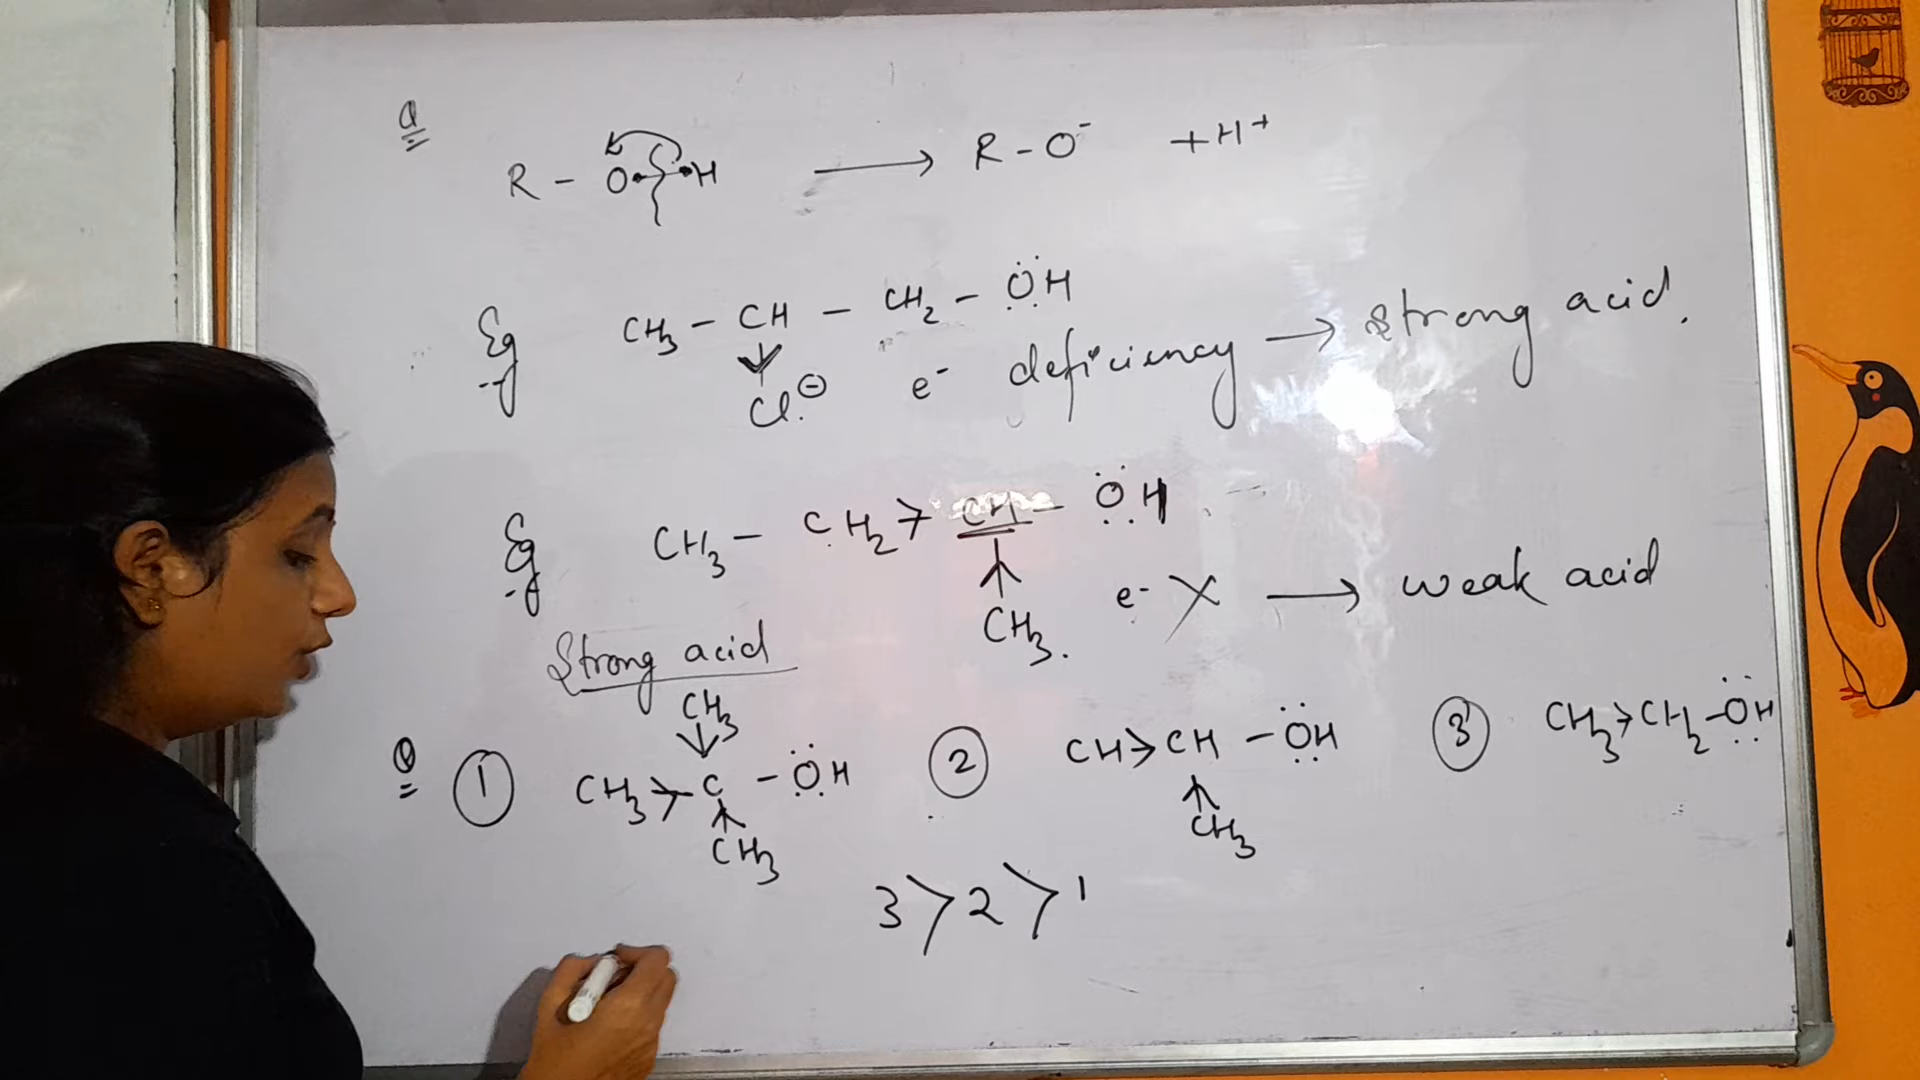 Q
R - O - H ⟶ R - O⁻ + H⁺
Eg CH₃ - CH - CH₂ - ÖH
Cl⊖ e⁻ deficiency → strong acid.
Eg CH₃ - CH₂ > CH - ÖH
CH₃. e⁻ X → weak acid
Strong acid
CH₃
Q ① CH₃ > C - ÖH ② CH > CH - ÖH ③ CH₃ > CH₂ - ÖH
CH₃ CH₃
3 > 2 > 1